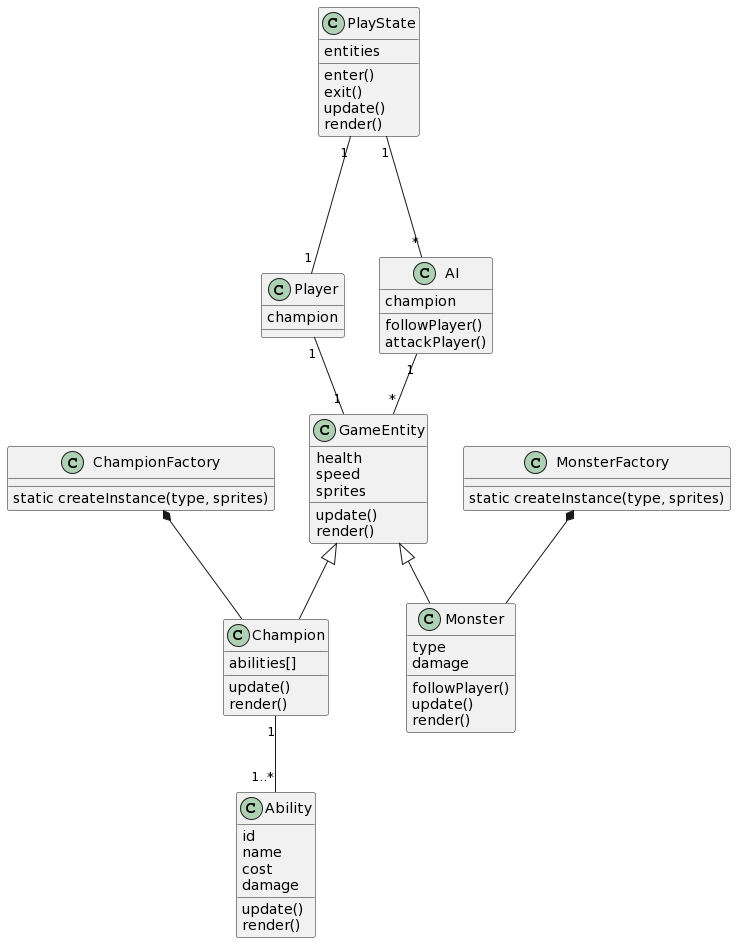 C PlayState
entities
enter()
exit()
update()
render()
1 1
1 *
C Player
champion
C AI
champion
followPlayer()
attackPlayer()
1 1
1 *
C GameEntity
health
speed
sprites
update()
render()
C ChampionFactory
static createInstance(type, sprites)
C MonsterFactory
static createInstance(type, sprites)
C Champion
abilities[]
update()
render()
C Monster
type
damage
followPlayer()
update()
render()
1
1..*
C Ability
id
name
cost
damage
update()
render()